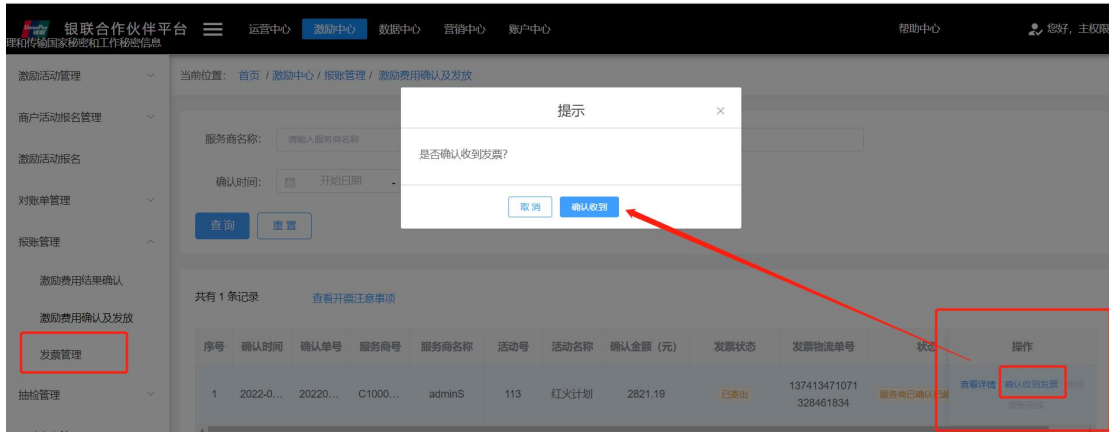 银联合作伙伴平台 运营中心 激励中心 数据中心 营销中心 账户中心 帮助中心 您好，主权限
理和传输国家秘密和工作秘密信息
激励活动管理 当前位置： 首页 / 激励中心 / 报账管理 / 激励费用确认及发放
提示 ×
商户活动报名管理
服务商名称： 请输入服务商名称
是否确认收到发票?
激励活动报名
确认时间： 开始日期 -
对账单管理
取 消 确认收到
查 询 重 置
报账管理
激励费用结果确认
共有 1 条记录 查看开票注意事项
激励费用确认及发放
序号 确认时间 确认单号 服务商号 服务商名称 活动号 活动名称 确认金额（元） 发票状态 发票物流单号 状态 操作
发票管理
1 2022-0... 20220... C1000... adminS 113 红火计划 2821.19 已寄出 137413471071 服务商已确认已 查看详情 确认收到发票
328461834
抽检管理